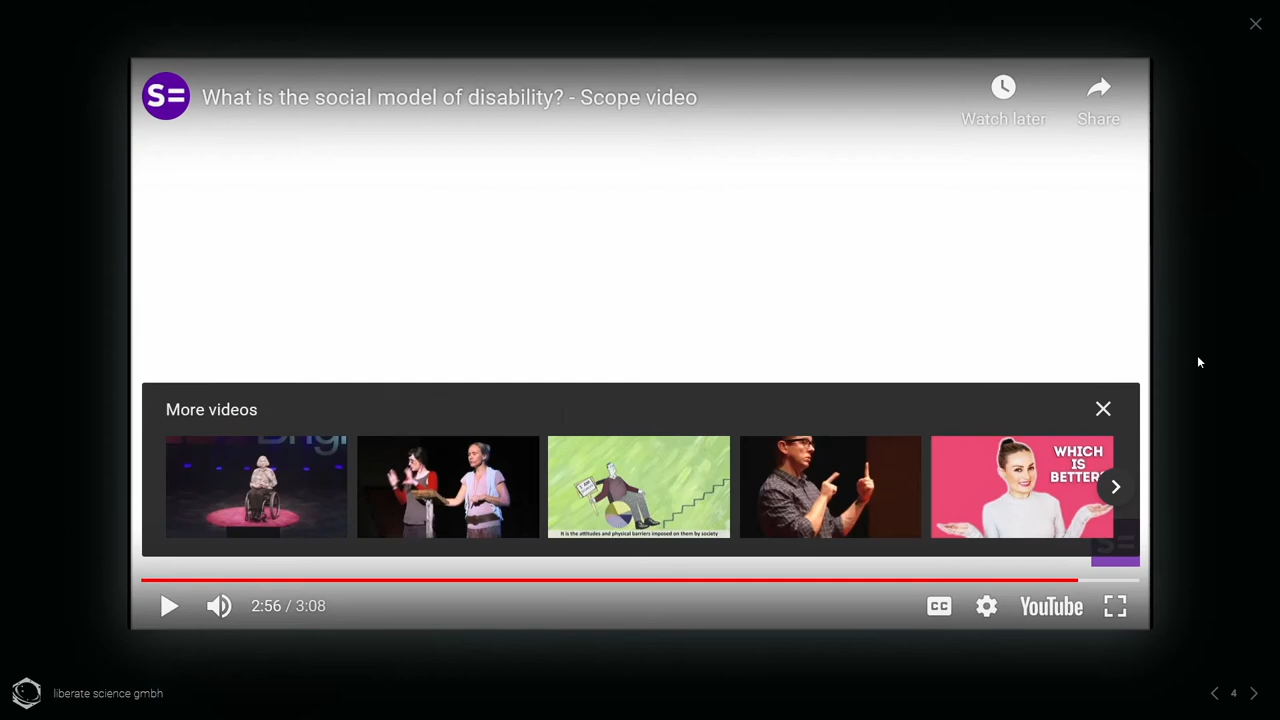 S=
What is the social model of disability? - Scope video
Watch later
Share
More videos
I AM
It is the attitudes and physical barriers imposed on them by society
WHICH
IS
BETTER
S=
2:56 / 3:08
CC
YouTube
liberate science gmbh
4